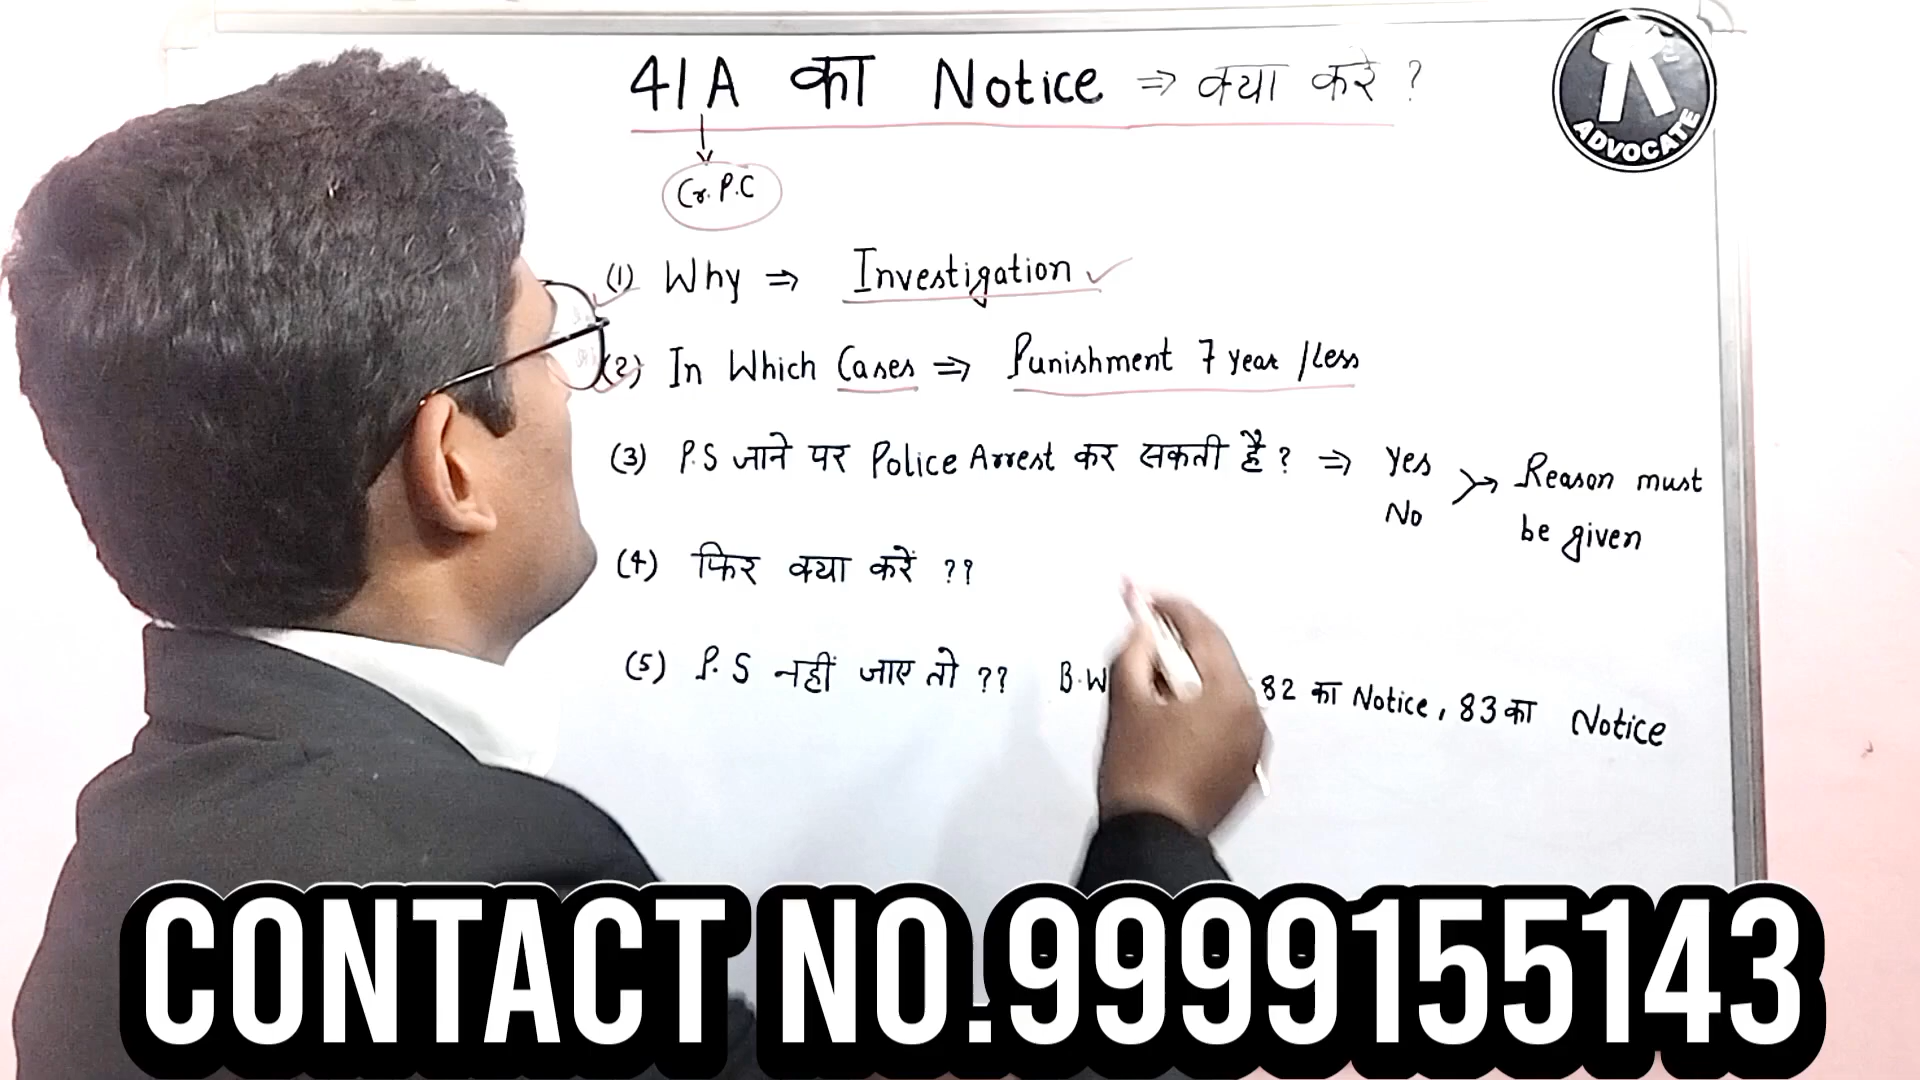 41A का Notice ⇒ क्या करे ?
ADVOCATE
Cr.P.C
(1) Why ⇒ Investigation ✓
(2) In Which Cases ⇒ Punishment 7 year /Less
(3) P.S जाने पर Police Arrest कर सकती है ? ⇒ Yes No → Reason must be given
(4) फिर क्या करें ??
(5) P.S नहीं जाए तो ?? B.W 82 का Notice, 83 का Notice
CONTACT NO.9999155143